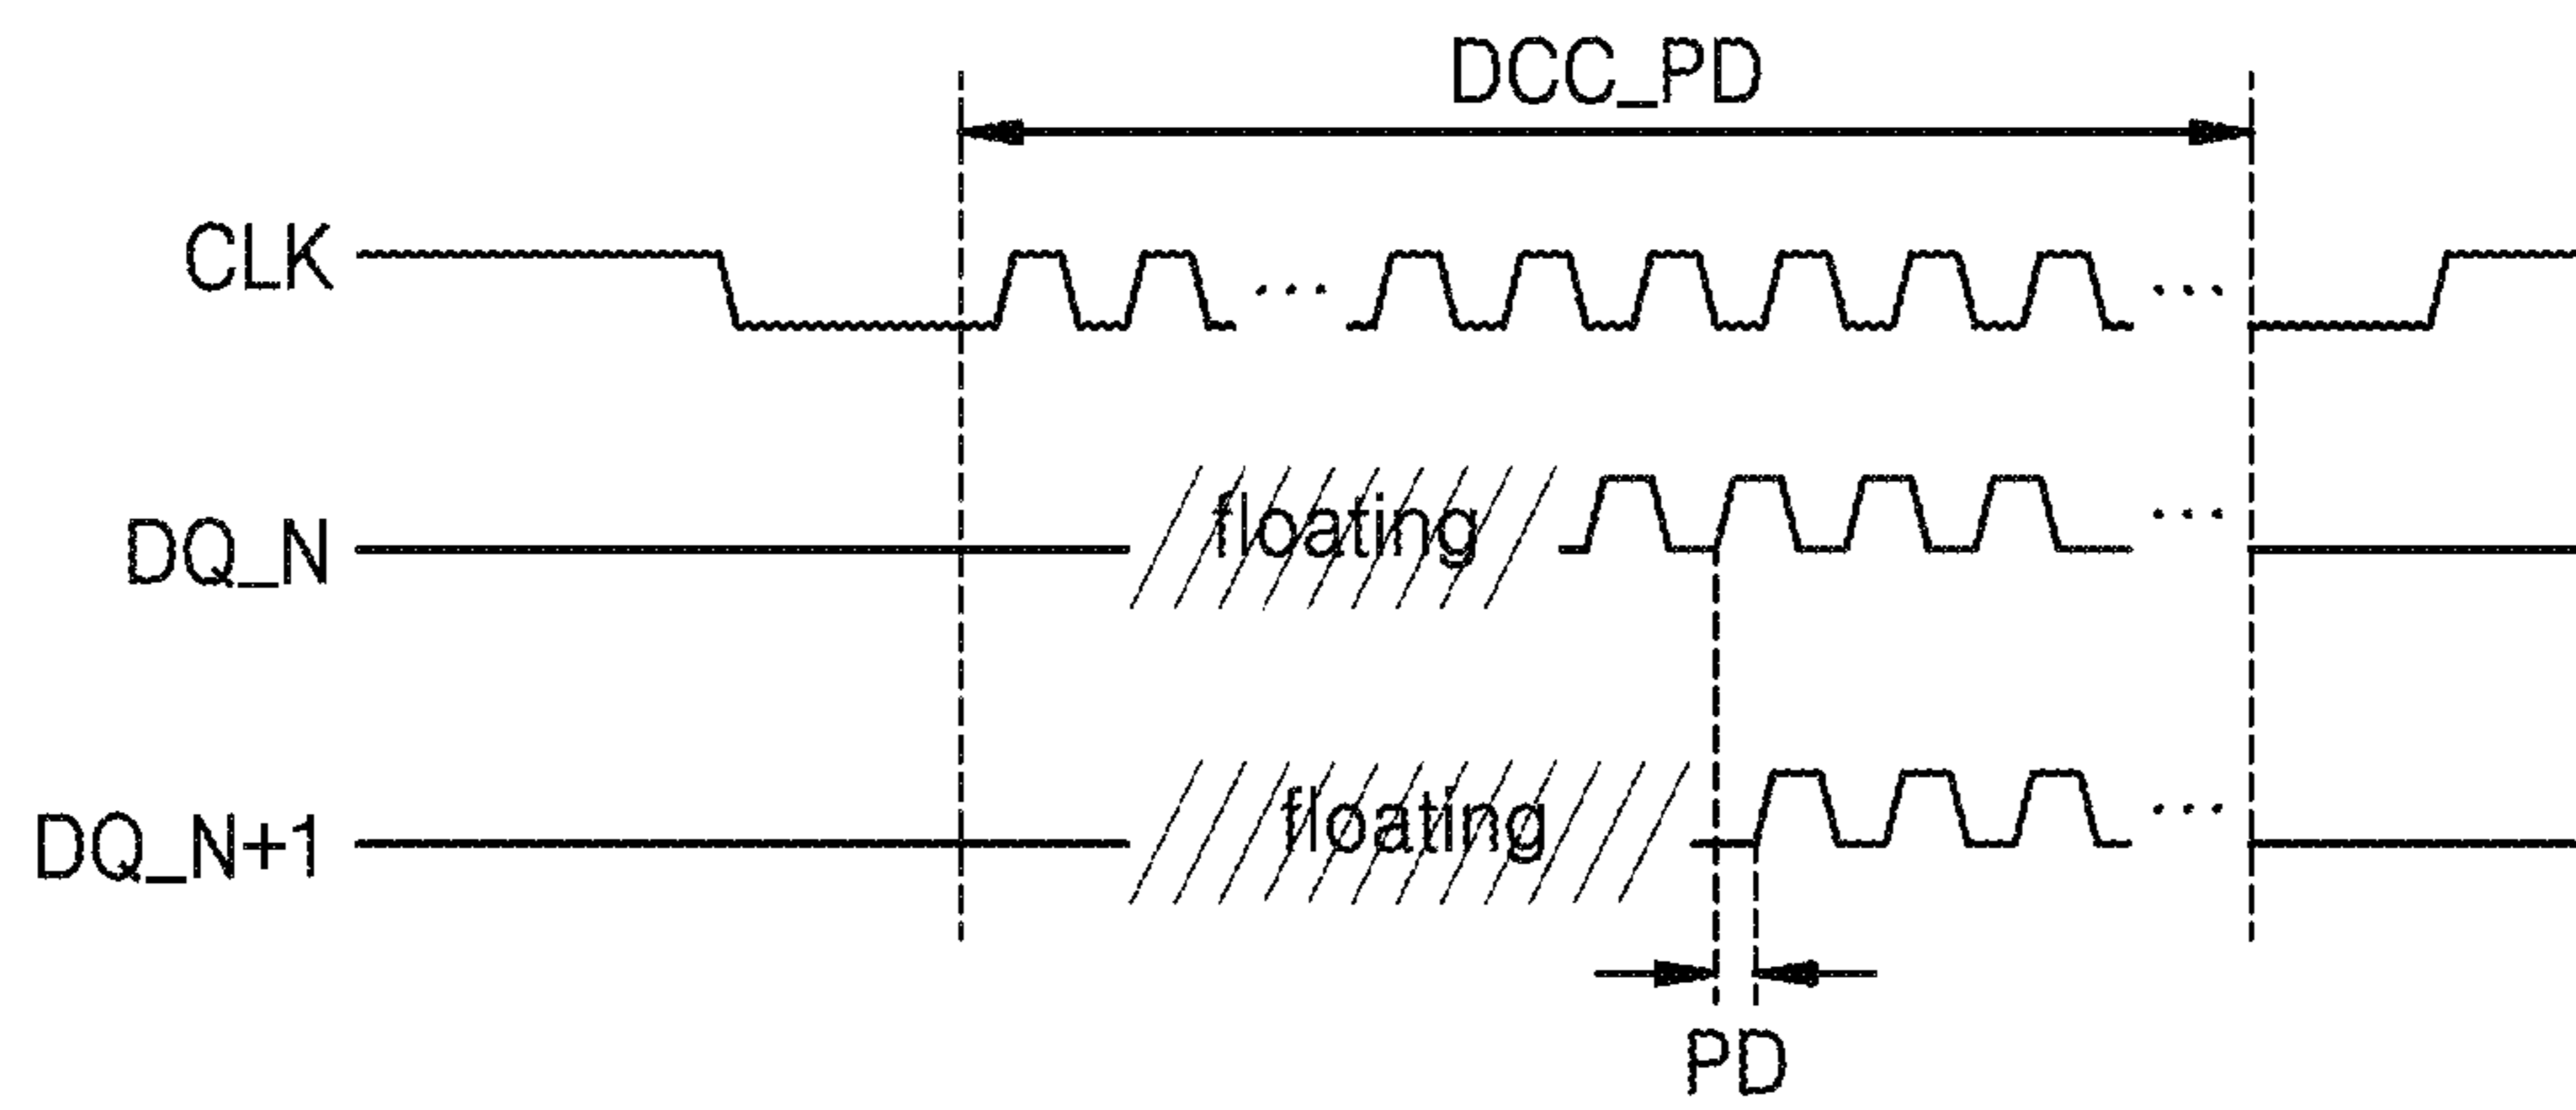 DCC_PD
CLK
...
...
DQ_N
floating
...
DQ_N+1
floating
...
PD